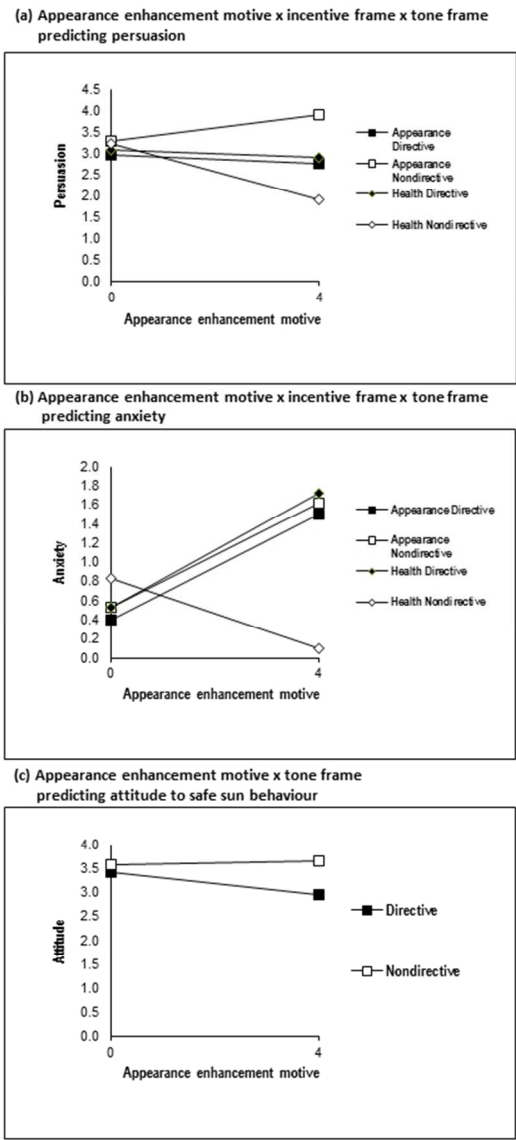 (a) Appearance enhancement motive x incentive frame x tone frame
predicting persuasion
4.5
4.0
3.5
3.0
2.5
2.0
1.5
1.0
0.5
0.0
Persuasion
0
4
Appearance enhancement motive
Appearance
Directive
Appearance
Nondirective
Health Directive
Health Nondirective
(b) Appearance enhancement motive x incentive frame x tone frame
predicting anxiety
2.0
1.8
1.6
1.4
1.2
1.0
0.8
0.6
0.4
0.2
0.0
Anxiety
0
4
Appearance enhancement motive
Appearance Directive
Appearance
Nondirective
Health Directive
Health Nondirective
(c) Appearance enhancement motive x tone frame
predicting attitude to safe sun behaviour
4.0
3.5
3.0
2.5
2.0
1.5
1.0
0.5
0.0
Attitude
0
4
Appearance enhancement motive
Directive
Nondirective